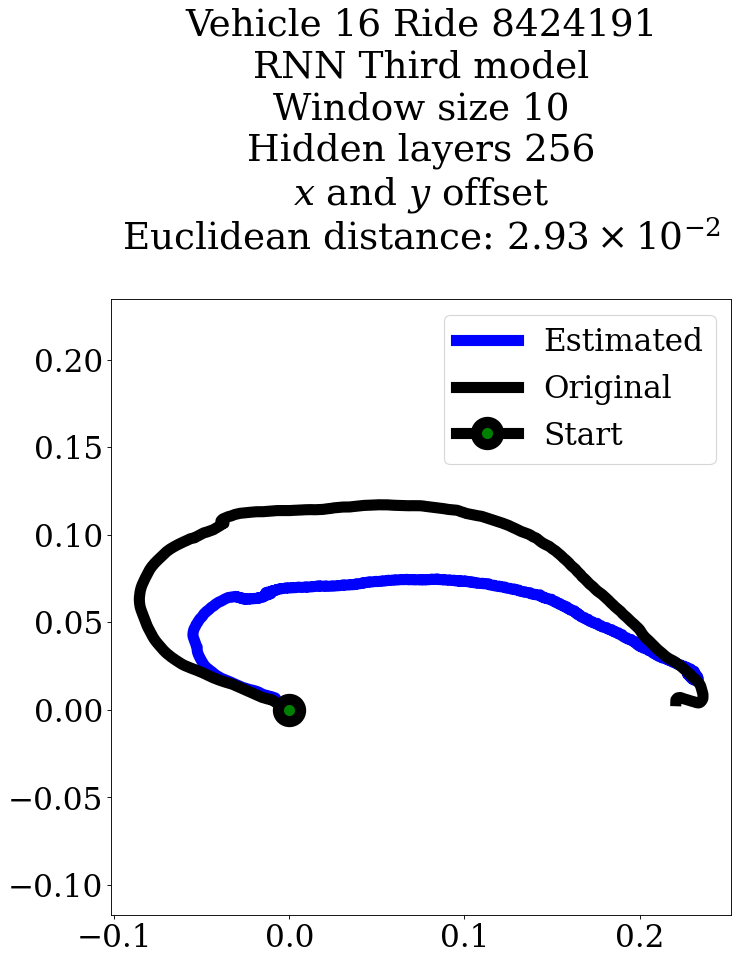 Vehicle 16 Ride 8424191
RNN Third model
Window size 10
Hidden layers 256
x and y offset
Euclidean distance: 2.93 × 10⁻²
Estimated
Original
Start
0.20
0.15
0.10
0.05
0.00
−0.05
−0.10
−0.1 0.0 0.1 0.2